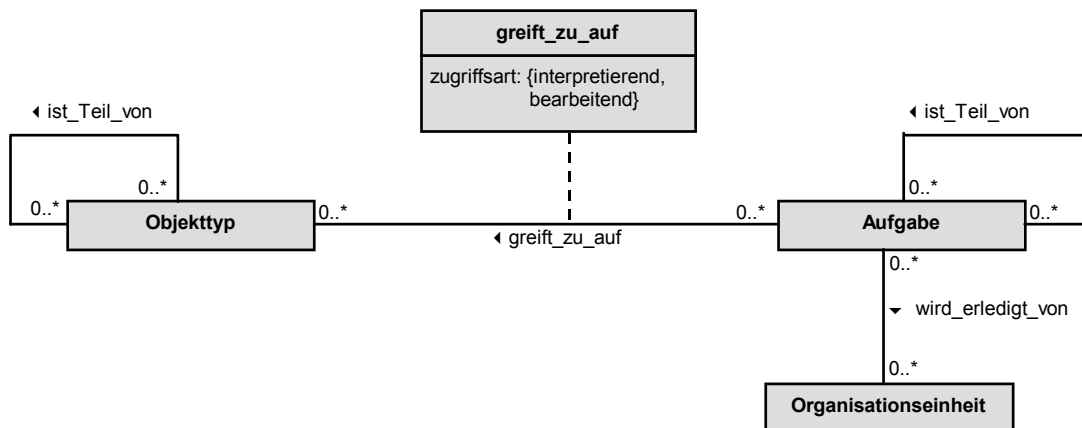 greift_zu_auf
zugriffsart: {interpretierend,
bearbeitend}
ist_Teil_von
ist_Teil_von
0..*
0..*
0..*
0..*
0..*
0..*
0..*
Objekttyp
Aufgabe
greift_zu_auf
0..*
wird_erledigt_von
0..*
Organisationseinheit